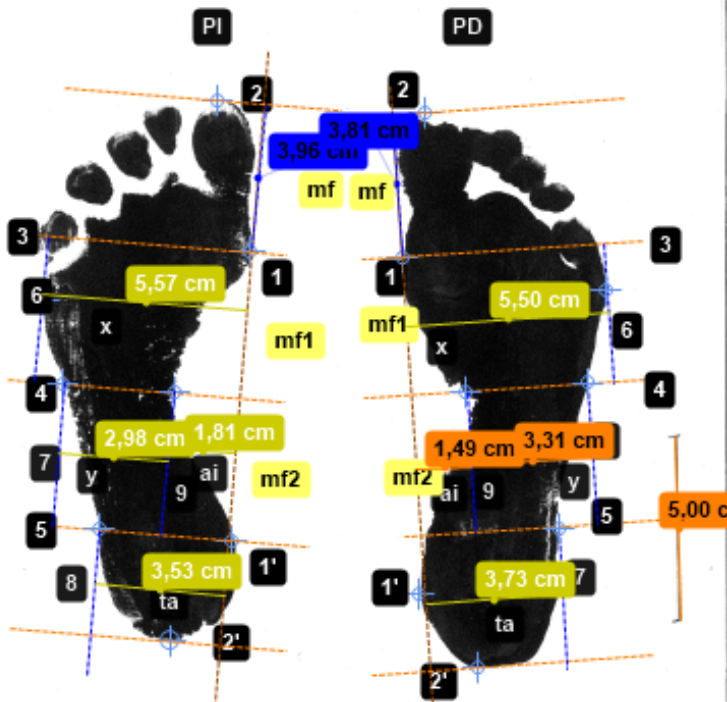 PI PD
2 2
3,81 cm
3,96 cm
mf mf
3 3
1 1
6 5,57 cm 5,50 cm
x mf1 mf1 6
x
4 4
2,98 cm 1,81 cm 1,49 cm 3,31 cm
7 y ai mf2 mf2 y
9 ai 9
5 5 5,00 c
8 3,53 cm 1' 1' 3,73 cm 7
ta ta
2' 2'